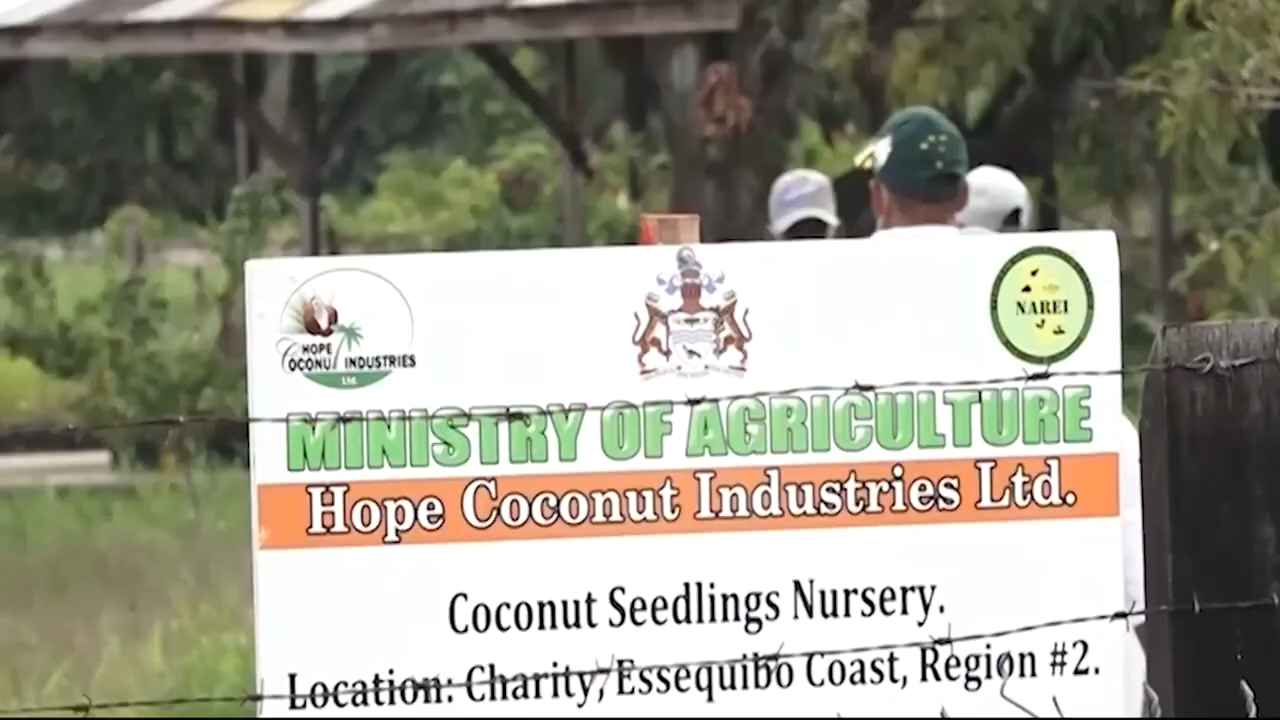 HOPE
COCONUT INDUSTRIES
Ltd.
NAREI
MINISTRY OF AGRICULTURE
Hope Coconut Industries Ltd.
Coconut Seedlings Nursery.
Location: Charity, Essequibo Coast, Region #2.